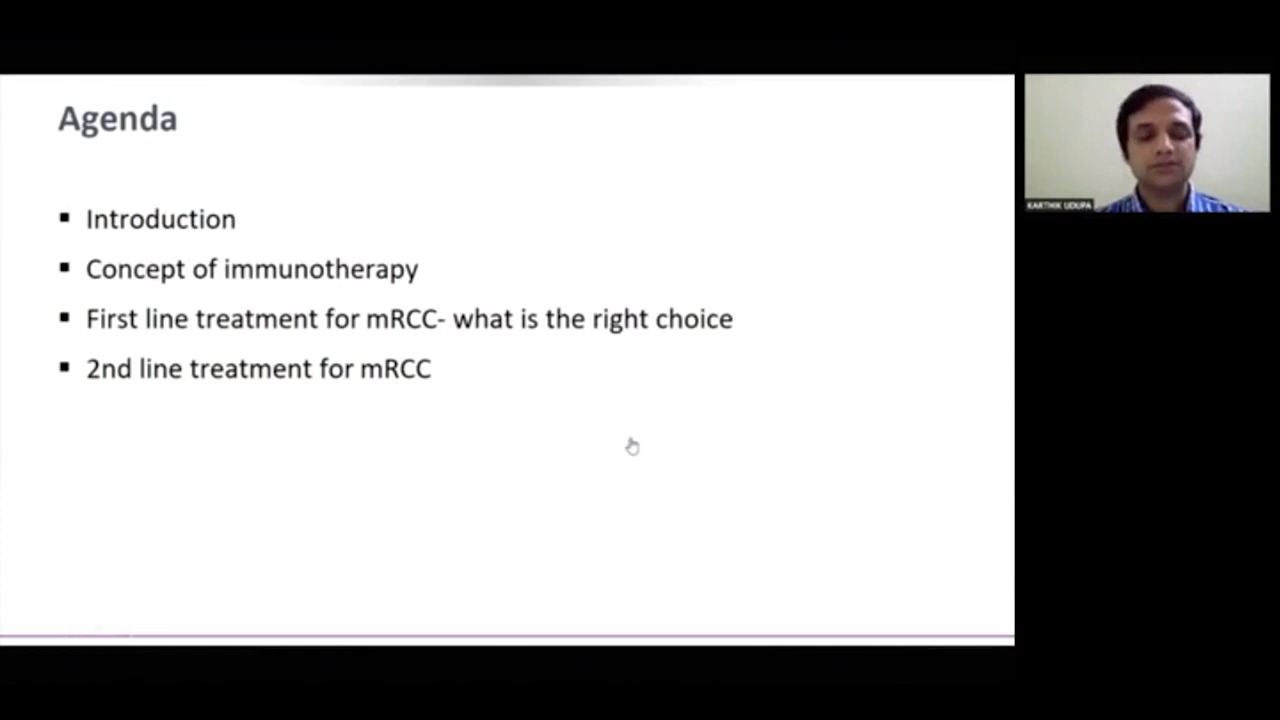 Agenda
Introduction
Concept of immunotherapy
First line treatment for mRCC- what is the right choice
2nd line treatment for mRCC
KARTHIK UDUPA